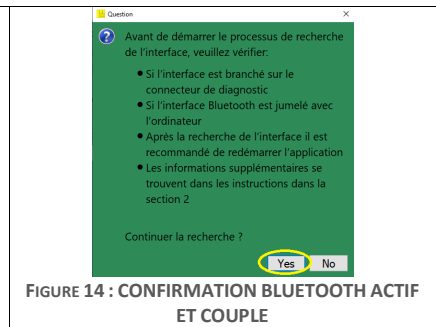 Question
Avant de démarrer le processus de recherche
de l'interface, veuillez vérifier:
● Si l'interface est branché sur le
connecteur de diagnostic
● Si l'interface Bluetooth est jumelé avec
l'ordinateur
● Après la recherche de l'interface il est
recommandé de redémarrer l'application
● Les informations supplémentaires se
trouvent dans les instructions dans la
section 2
Continuer la recherche ?
Yes No
FIGURE 14 : CONFIRMATION BLUETOOTH ACTIF
ET COUPLE